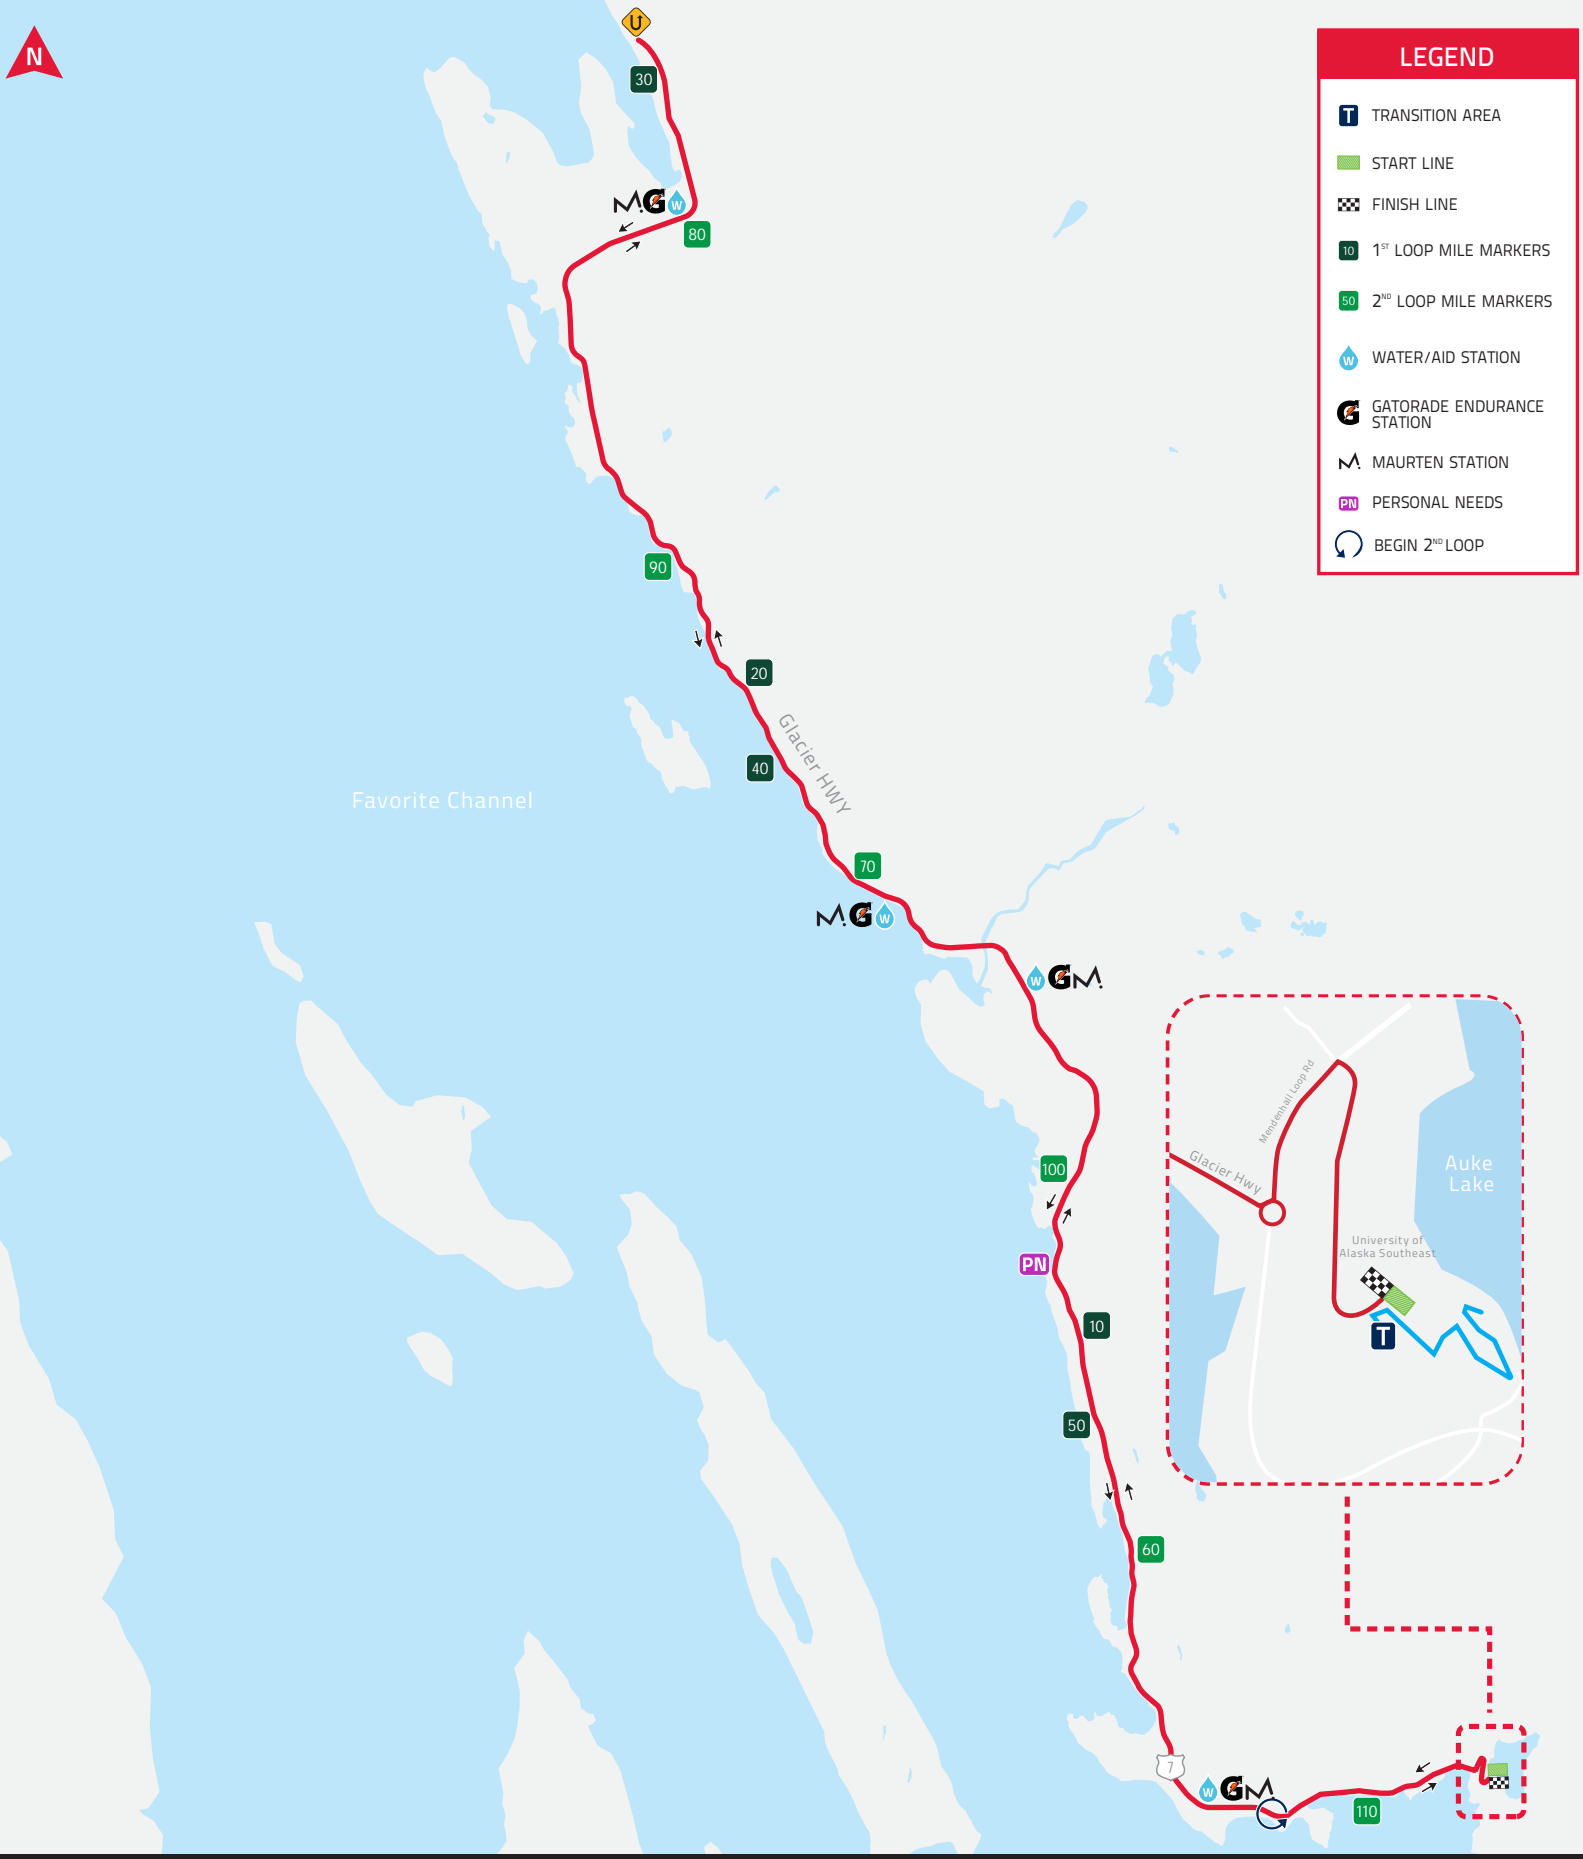 N
30
LEGEND
T TRANSITION AREA
START LINE
FINISH LINE
10 1ST LOOP MILE MARKERS
50 2ND LOOP MILE MARKERS
W WATER/AID STATION
G GATORADE ENDURANCE
STATION
M. MAURTEN STATION
PN PERSONAL NEEDS
BEGIN 2ND LOOP
M. G W
80
90
20
Glacier HWY
40
Favorite Channel
70
M. G W
W G M.
Mendenhall Loop Rd
Glacier Hwy
Auke
Lake
University of
Alaska Southeast
T
100
PN
10
50
60
7
W G M.
110